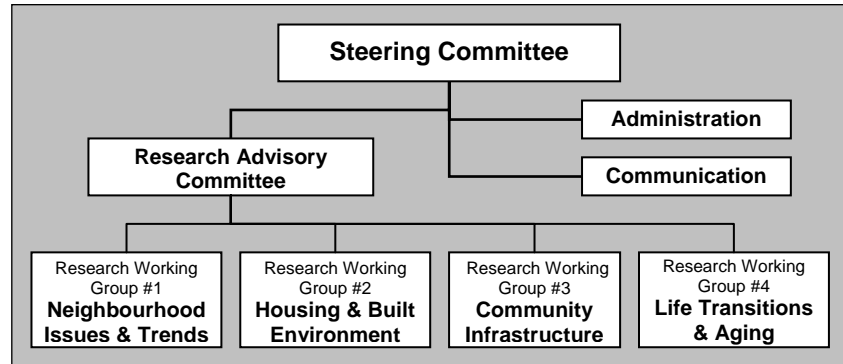 Steering Committee
Administration
Research Advisory
Committee
Communication
Research Working
Group #1
Neighbourhood
Issues & Trends
Research Working
Group #2
Housing & Built
Environment
Research Working
Group #3
Community
Infrastructure
Research Working
Group #4
Life Transitions
& Aging